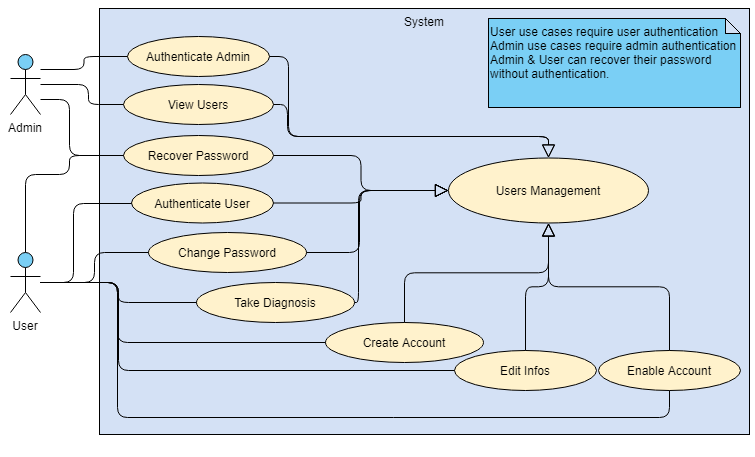 System
User use cases require user authentication
Admin use cases require admin authentication
Admin & User can recover their password
without authentication.
Authenticate Admin
View Users
Admin
Recover Password
Users Management
Authenticate User
Change Password
Take Diagnosis
User
Create Account
Edit Infos
Enable Account